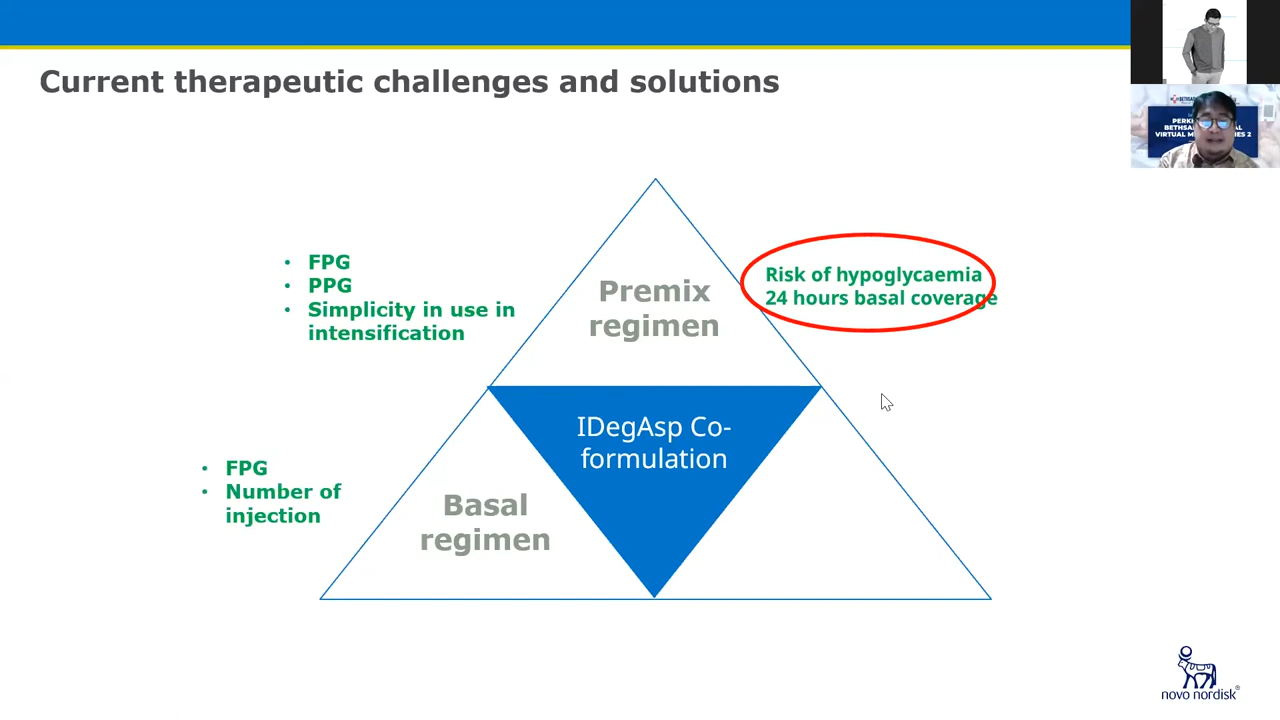 Current therapeutic challenges and solutions
• FPG
• PPG
• Simplicity in use in
intensification
Premix
regimen
Risk of hypoglycaemia
24 hours basal coverage
IDegAsp Co-
formulation
• FPG
• Number of
injection
Basal
regimen
novo nordisk®